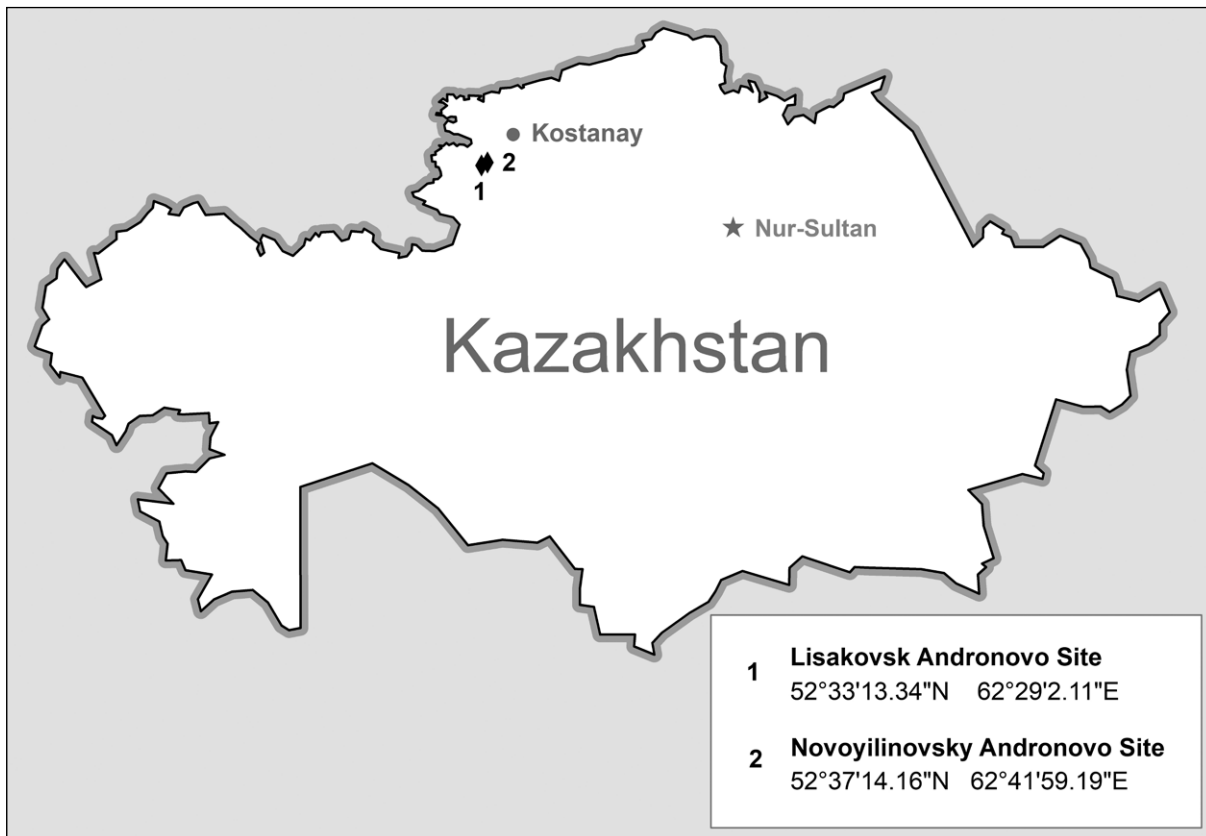 Kostanay
2
1
Nur-Sultan
Kazakhstan
1 Lisakovsk Andronovo Site
52°33'13.34"N 62°29'2.11"E
2 Novoyilinovsky Andronovo Site
52°37'14.16"N 62°41'59.19"E